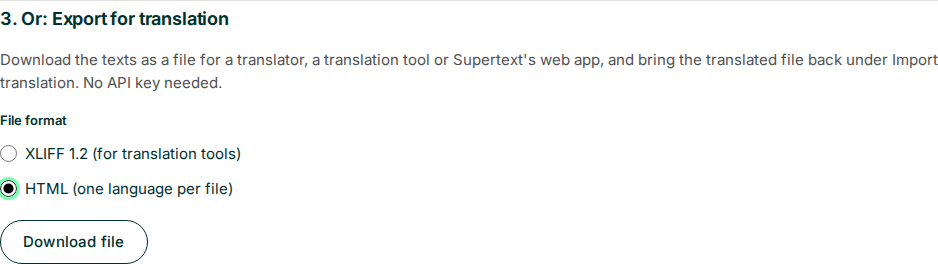 3. Or: Export for translation
Download the texts as a file for a translator, a translation tool or Supertext's web app, and bring the translated file back under Import
translation. No API key needed.
File format
XLIFF 1.2 (for translation tools)
HTML (one language per file)
Download file